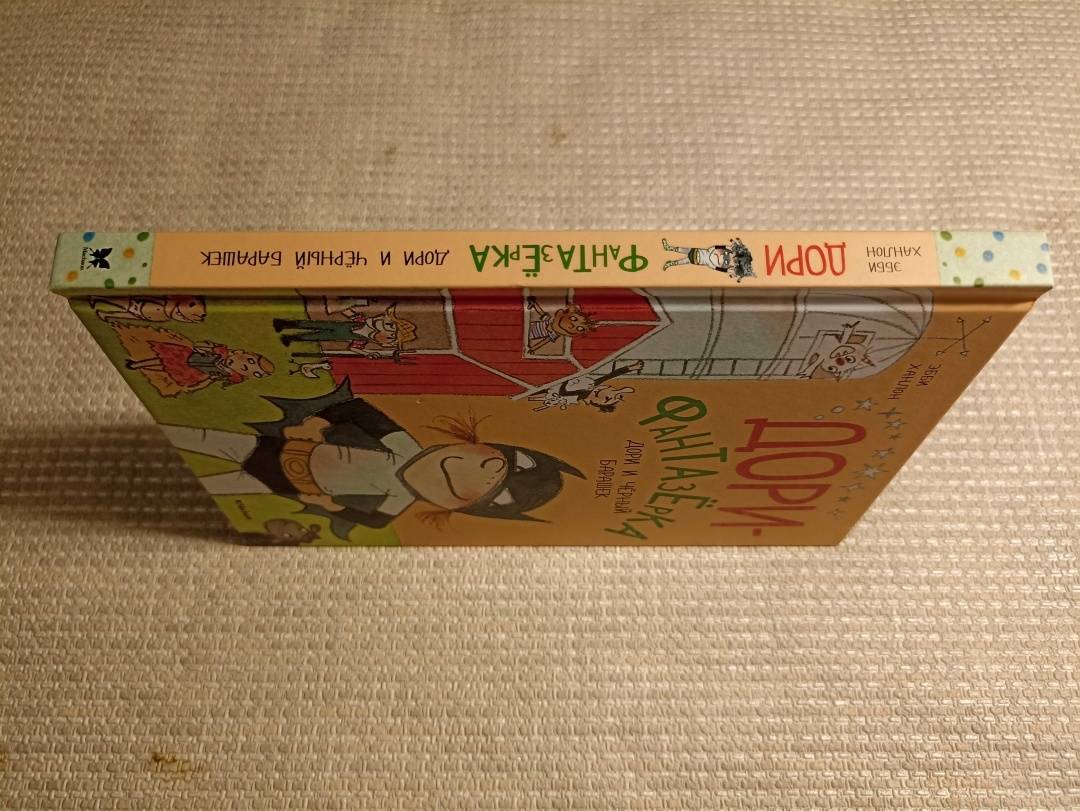 ЭББИ
ХАНЛОН
ДОРИ
ФАНТАЗЁРКА
ДОРИ И ЧЁРНЫЙ БАРАШЕК
ЭББИ
ХАНЛОН
ДОРИ-
ФАНТАЗЁРКА
ДОРИ И ЧЁРНЫЙ
БАРАШЕК